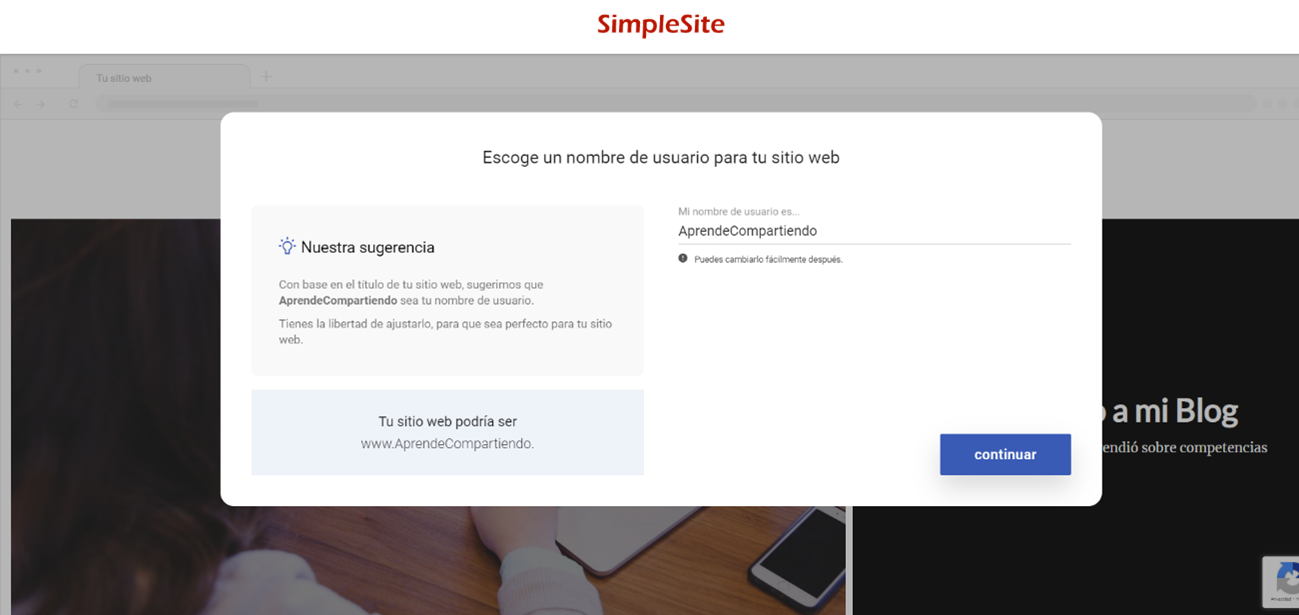 SimpleSite
Tu sitio web
Escoge un nombre de usuario para tu sitio web
Nuestra sugerencia
Con base en el título de tu sitio web, sugerimos que
AprendeCompartiendo sea tu nombre de usuario.
Tienes la libertad de ajustarlo, para que sea perfecto para tu sitio
web.
Tu sitio web podría ser
www.AprendeCompartiendo.
Mi nombre de usuario es...
AprendeCompartiendo
Puedes cambiarlo fácilmente después.
continuar
a mi Blog
endió sobre competencias